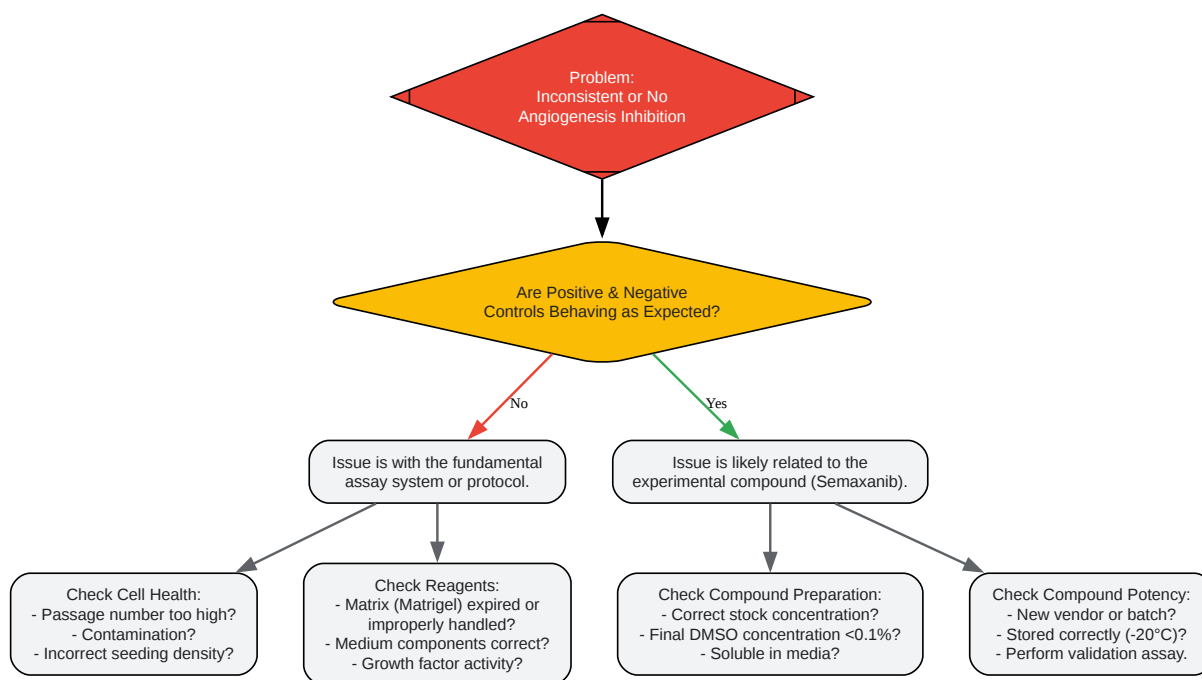 Problem:
Inconsistent or No
Angiogenesis Inhibition
Are Positive & Negative
Controls Behaving as Expected?
No
Yes
Issue is with the fundamental
assay system or protocol.
Issue is likely related to the
experimental compound (Semaxanib).
Check Cell Health:
- Passage number too high?
- Contamination?
- Incorrect seeding density?
Check Reagents:
- Matrix (Matrigel) expired or
improperly handled?
- Medium components correct?
- Growth factor activity?
Check Compound Preparation:
- Correct stock concentration?
- Final DMSO concentration <0.1%?
- Soluble in media?
Check Compound Potency:
- New vendor or batch?
- Stored correctly (-20°C)?
- Perform validation assay.